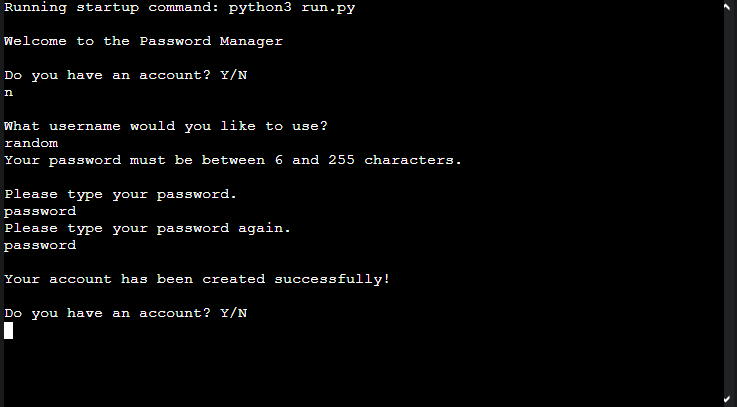 Running startup command: python3 run.py
Welcome to the Password Manager
Do you have an account? Y/N
n
What username would you like to use?
random
Your password must be between 6 and 255 characters.
Please type your password.
password
Please type your password again.
password
Your account has been created successfully!
Do you have an account? Y/N